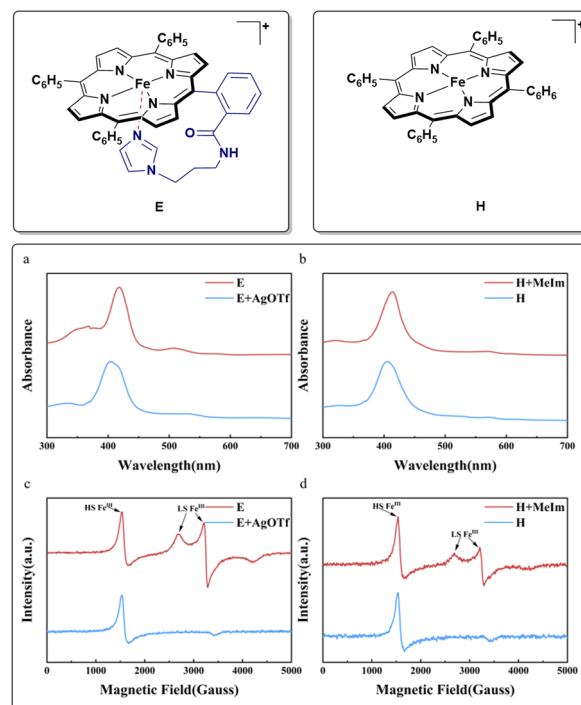 +
C₆H₅
C₆H₅
N
Fe
N
N
N
C₆H₅
N
N
O
NH
E
+
C₆H₅
C₆H₅
N
Fe
N
N
N
C₆H₆
C₆H₅
H
a
E
E+AgOTf
Absorbance
300 400 500 600 700
Wavelength(nm)
b
H+MeIm
H
Absorbance
300 400 500 600 700
Wavelength(nm)
c
HS Feᴵᴵᴵ
LS Feᴵᴵᴵ
E
E+AgOTf
Intensity(a.u.)
0 1000 2000 3000 4000 5000
Magnetic Field(Gauss)
d
HS Feᴵᴵᴵ
LS Feᴵᴵᴵ
H+MeIm
H
Intensity(a.u.)
0 1000 2000 3000 4000 5000
Magnetic Field(Gauss)